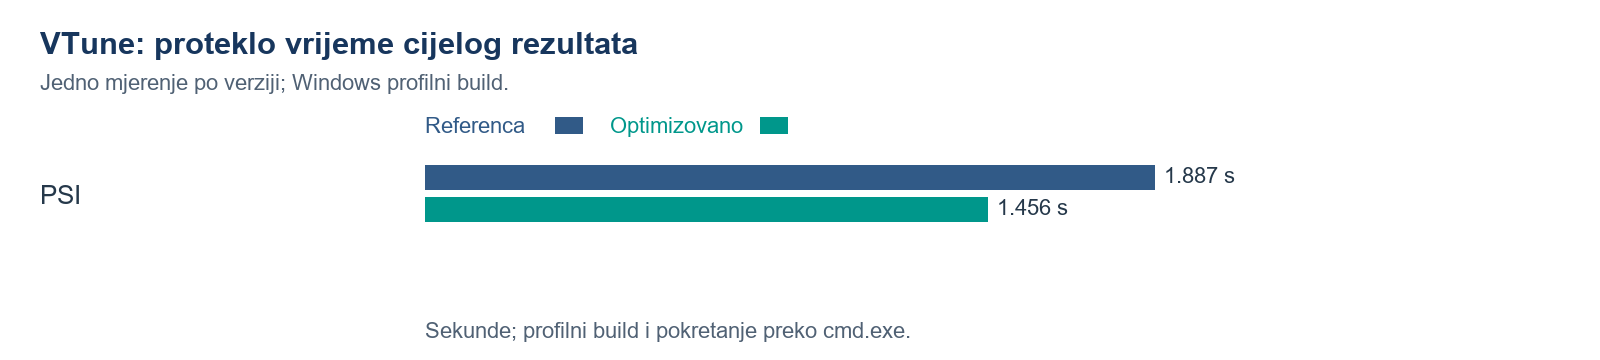 VTune: proteklo vrijeme cijelog rezultata
Jedno mjerenje po verziji; Windows profilni build.
Referenca Optimizovano
1.887 s
PSI
1.456 s
Sekunde; profilni build i pokretanje preko cmd.exe.